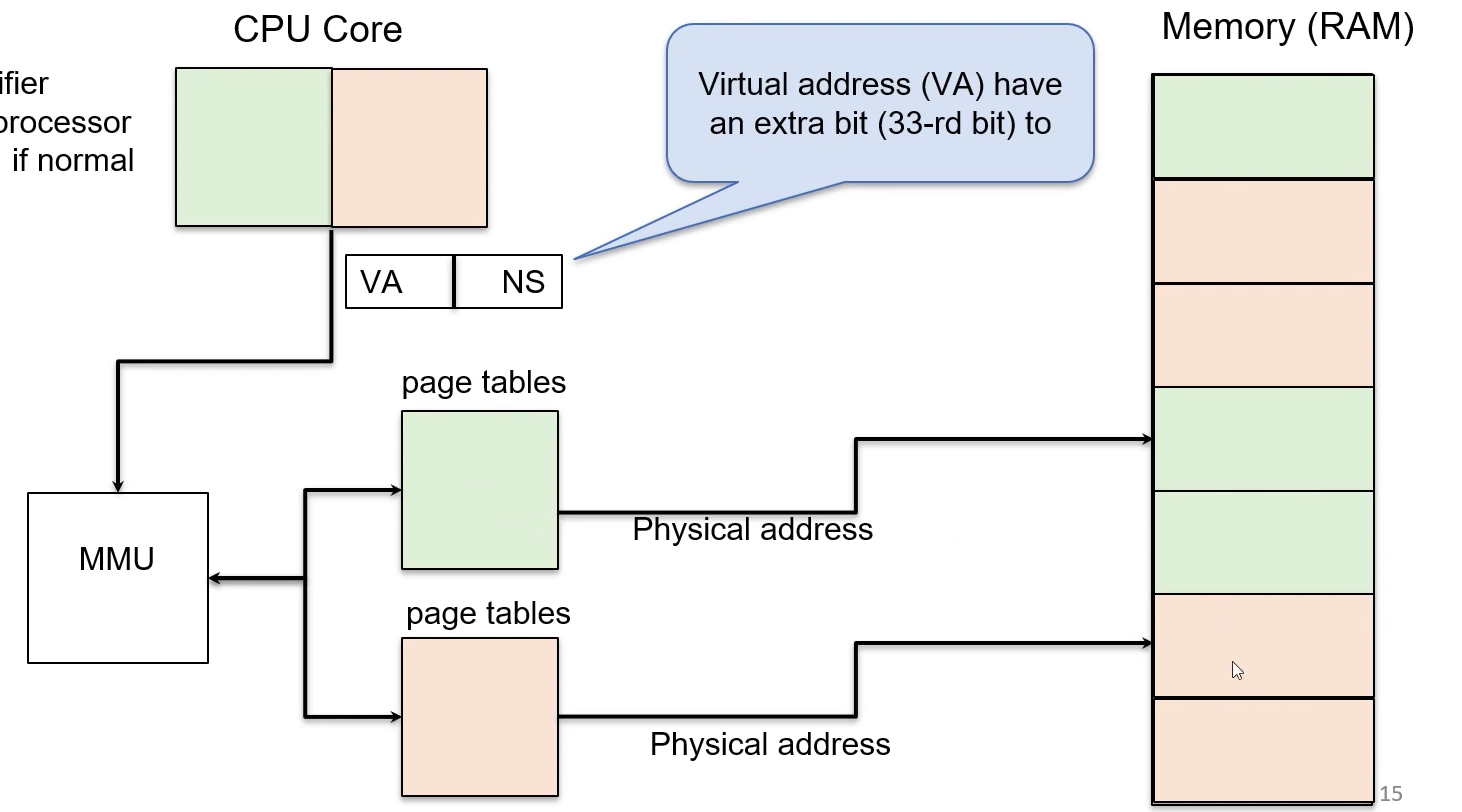 CPU Core
Memory (RAM)
ifier
processor
if normal
Virtual address (VA) have
an extra bit (33-rd bit) to
VA
NS
page tables
Physical address
MMU
page tables
Physical address
15